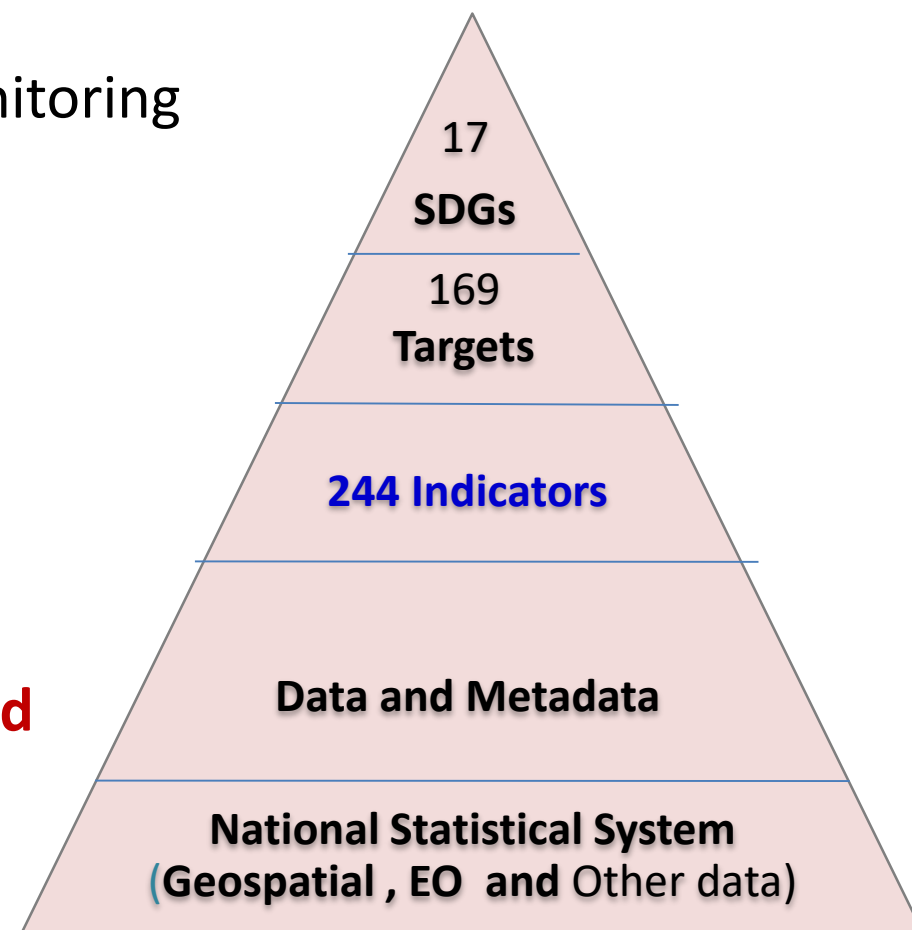 nitoring
17
SDGs
169
Targets
244 Indicators
Data and Metadata
d
National Statistical System
(Geospatial , EO and Other data)